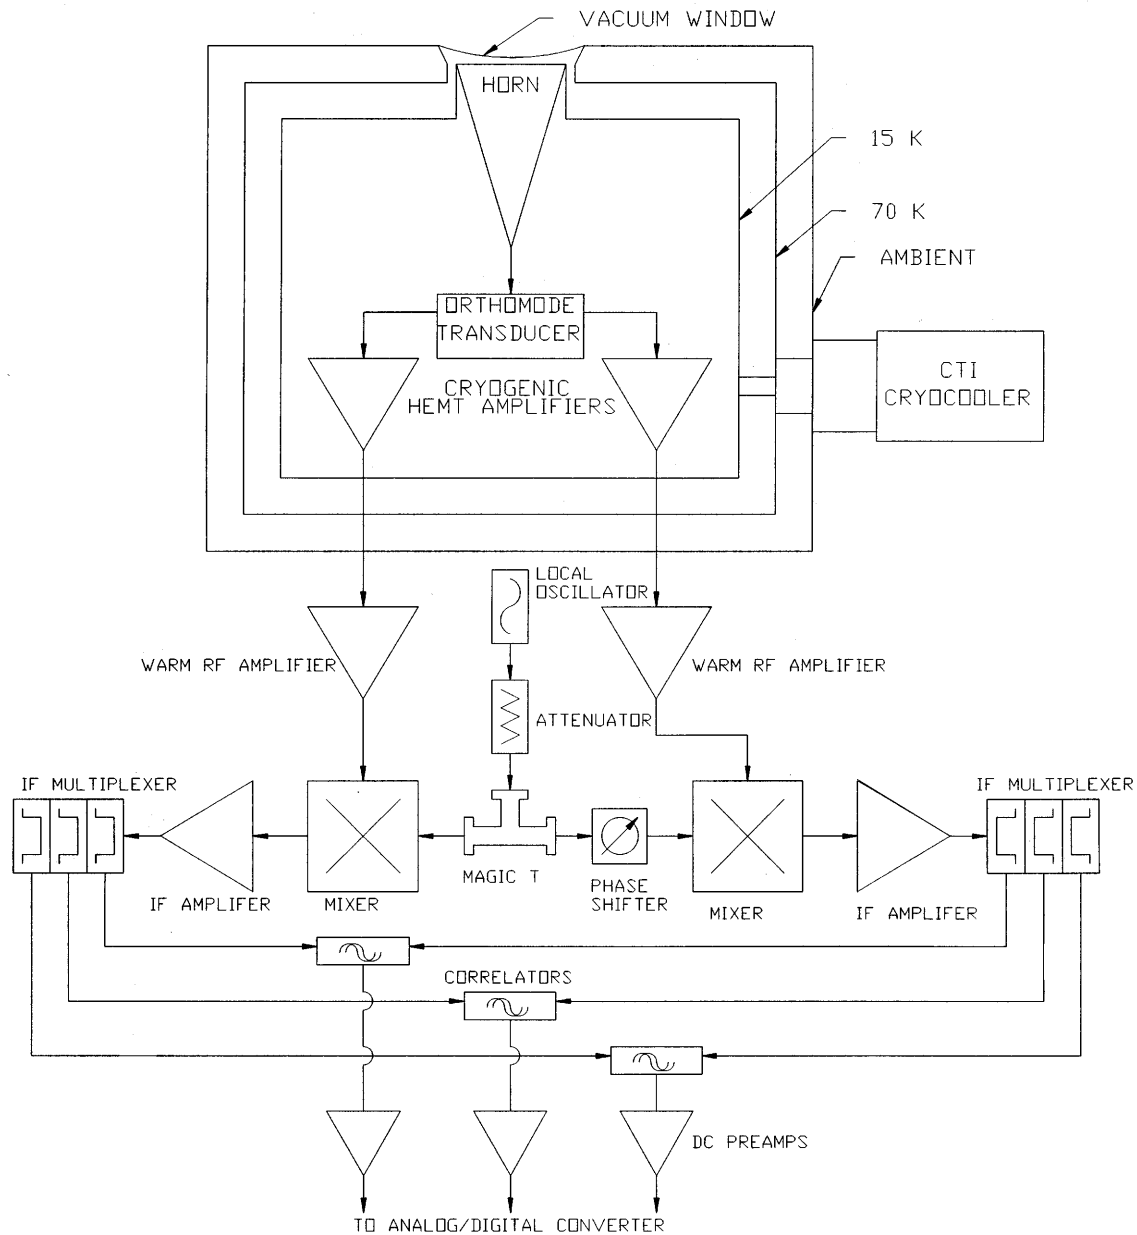 VACUUM WINDOW
HORN
15 K
70 K
AMBIENT
ORTHOMODE
TRANSDUCER
CTI
CRYOCOOLER
CRYOGENIC
HEMT AMPLIFIERS
LOCAL
OSCILLATOR
WARM RF AMPLIFIER
WARM RF AMPLIFIER
ATTENUATOR
IF MULTIPLEXER
IF MULTIPLEXER
MAGIC T
PHASE
SHIFTER
IF AMPLIFER
MIXER
MIXER
IF AMPLIFER
CORRELATORS
DC PREAMPS
TO ANALOG/DIGITAL CONVERTER